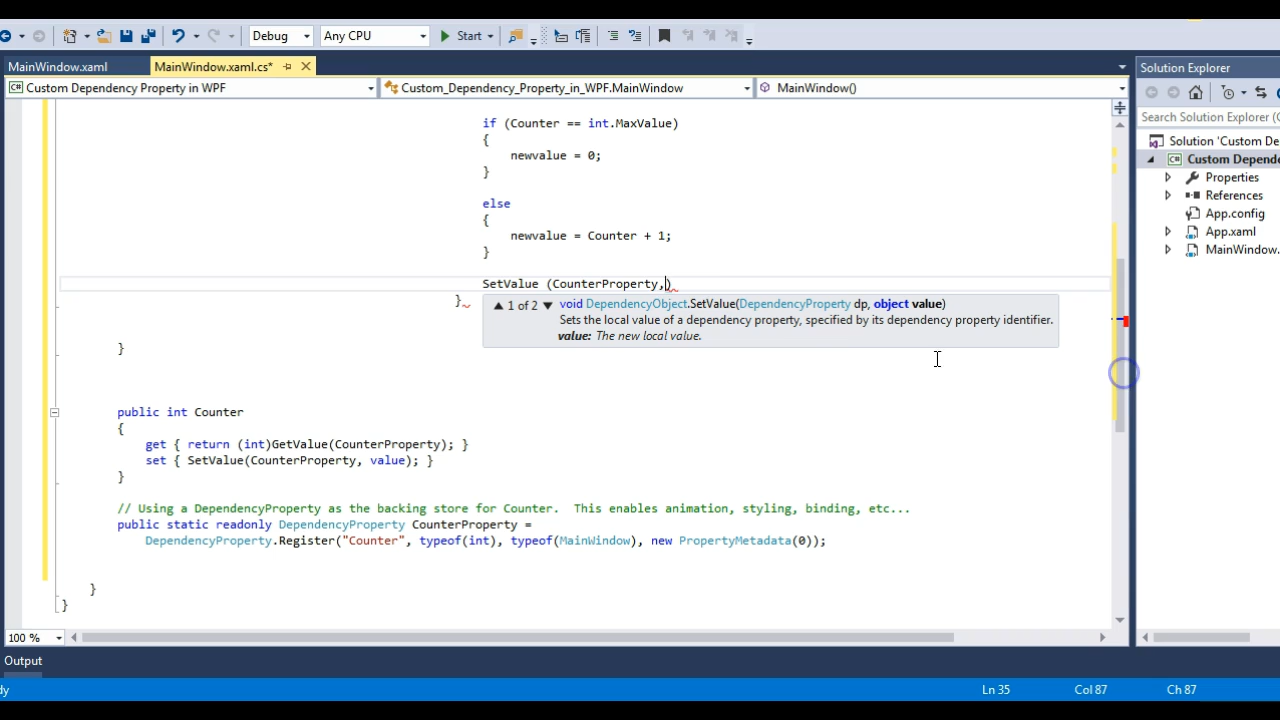 Debug
Any CPU
Start
MainWindow.xaml
MainWindow.xaml.cs*
Solution Explorer
Custom Dependency Property in WPF
Custom_Dependency_Property_in_WPF.MainWindow
MainWindow()
Search Solution Explorer (C
if (Counter == int.MaxValue)
{
newvalue = 0;
}
else
{
newvalue = Counter + 1;
}
SetValue (CounterProperty,)
}
1 of 2 void DependencyObject.SetValue(DependencyProperty dp, object value)
Sets the local value of a dependency property, specified by its dependency property identifier.
value: The new local value.
}
public int Counter
{
get { return (int)GetValue(CounterProperty); }
set { SetValue(CounterProperty, value); }
}
// Using a DependencyProperty as the backing store for Counter.  This enables animation, styling, binding, etc...
public static readonly DependencyProperty CounterProperty =
DependencyProperty.Register("Counter", typeof(int), typeof(MainWindow), new PropertyMetadata(0));
}
}
Solution 'Custom De
C# Custom Depende
Properties
References
App.config
App.xaml
MainWindow.
100 %
Output
dy
Ln 35
Col 87
Ch 87